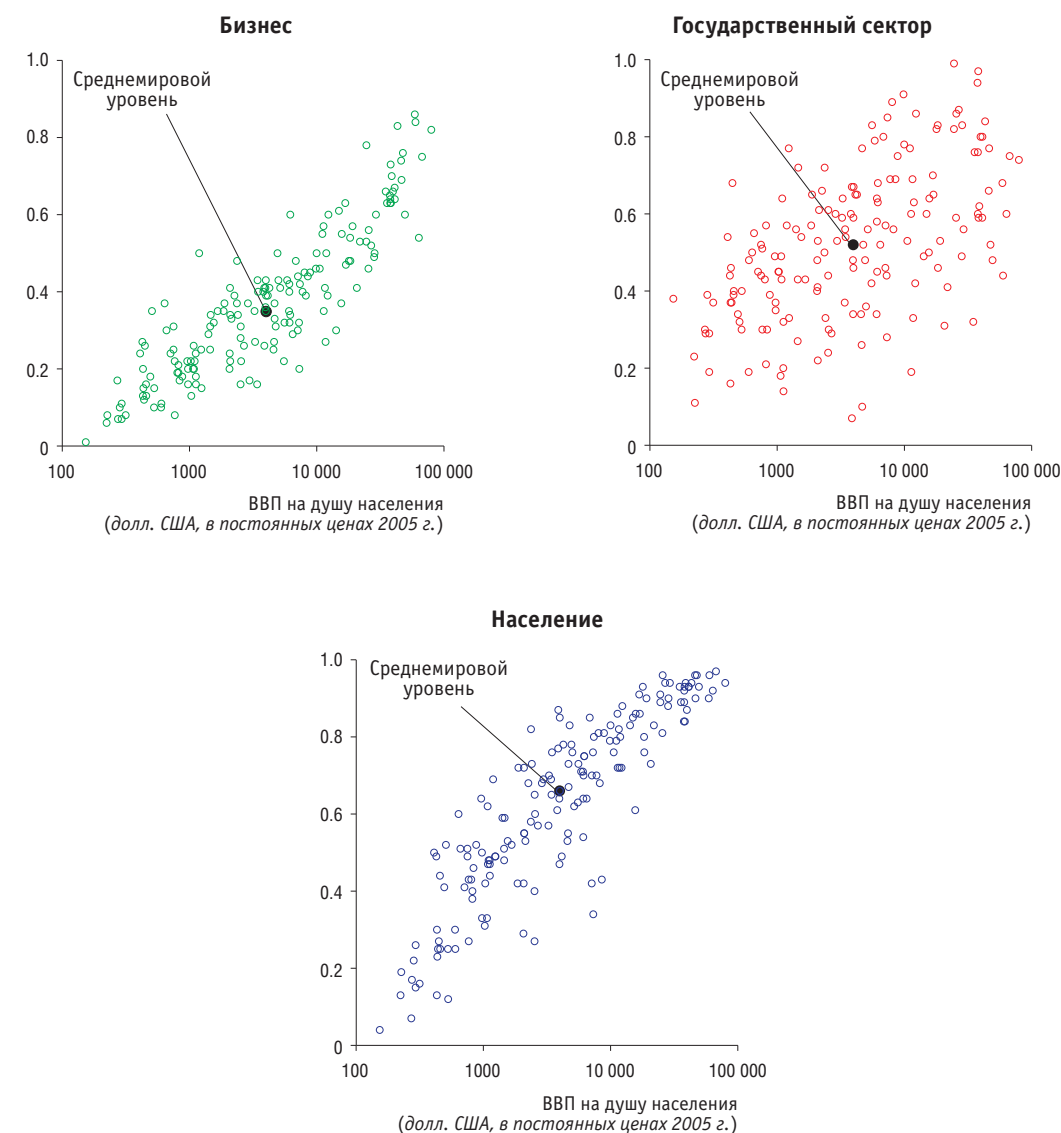 Бизнес
Среднемировой
уровень
1.0
0.8
0.6
0.4
0.2
0
100
1000
10 000
100 000
ВВП на душу населения
(долл. США, в постоянных ценах 2005 г.)
Государственный сектор
Среднемировой
уровень
1.0
0.8
0.6
0.4
0.2
0
100
1000
10 000
100 000
ВВП на душу населения
(долл. США, в постоянных ценах 2005 г.)
Население
Среднемировой
уровень
1.0
0.8
0.6
0.4
0.2
0
100
1000
10 000
100 000
ВВП на душу населения
(долл. США, в постоянных ценах 2005 г.)